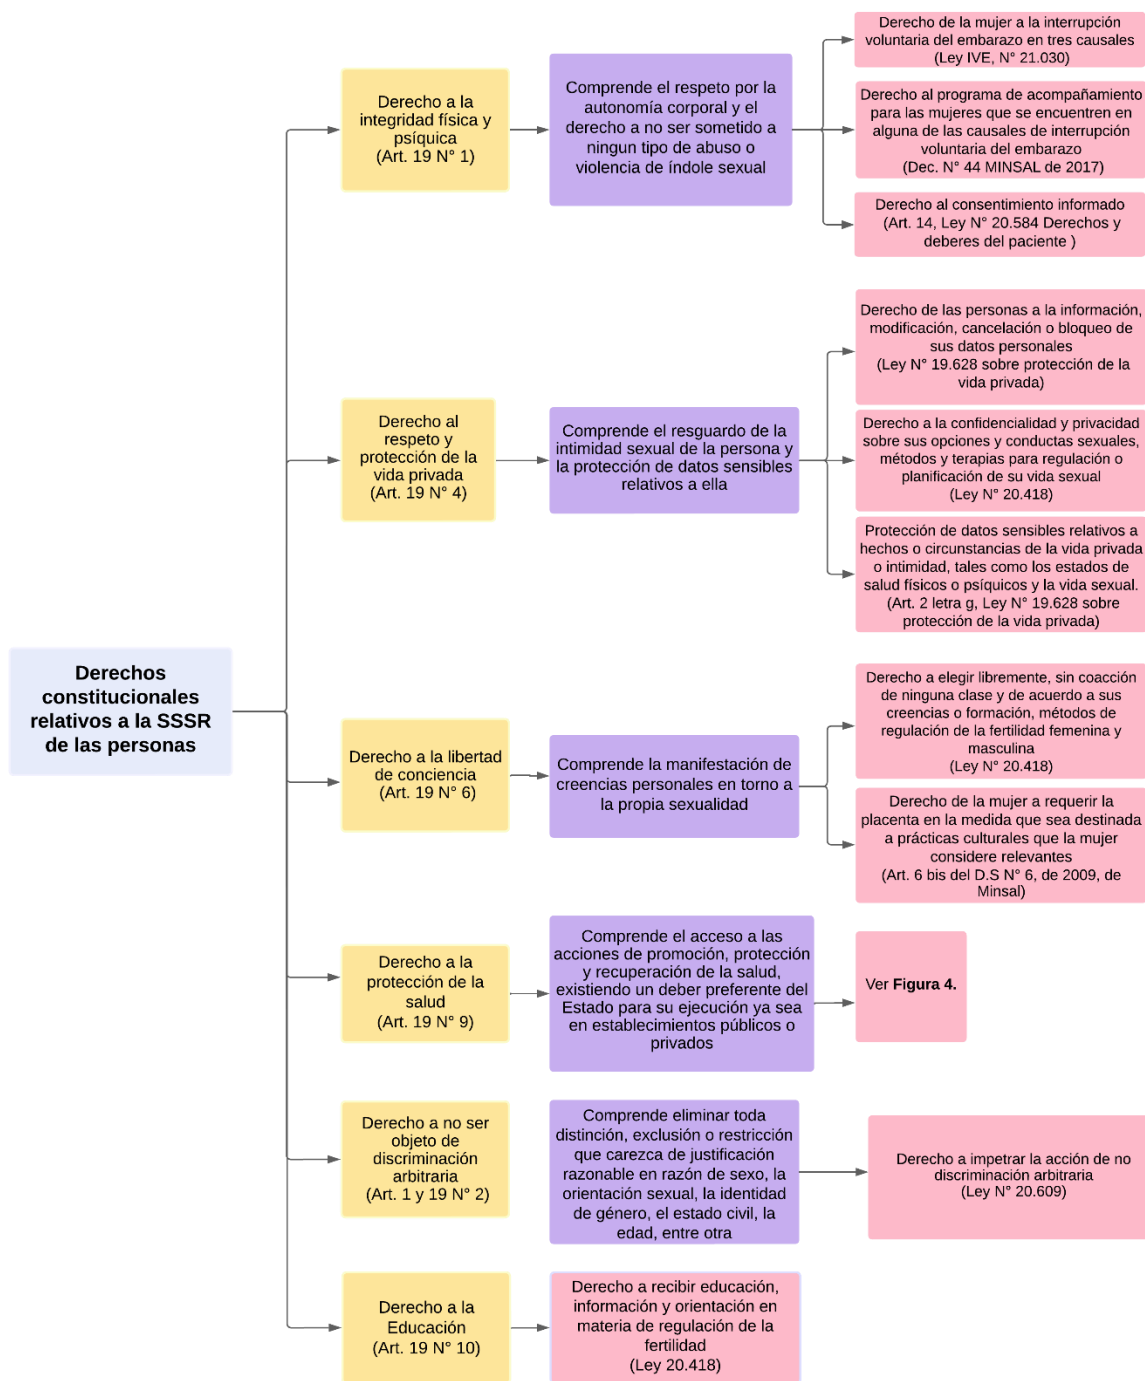 Derechos
constitucionales
relativos a la SSSR
de las personas
Derecho a la
integridad física y
psíquica
(Art. 19 N° 1)
Comprende el respeto por la
autonomía corporal y el
derecho a no ser sometido a
ningun tipo de abuso o
violencia de índole sexual
Derecho de la mujer a la interrupción
voluntaria del embarazo en tres causales
(Ley IVE, N° 21.030)
Derecho al programa de acompañamiento
para las mujeres que se encuentren en
alguna de las causales de interrupción
voluntaria del embarazo
(Dec. N° 44 MINSAL de 2017)
Derecho al consentimiento informado
(Art. 14, Ley N° 20.584 Derechos y
deberes del paciente )
Derecho al
respeto y
protección de la
vida privada
(Art. 19 N° 4)
Comprende el resguardo de la
intimidad sexual de la persona y
la protección de datos sensibles
relativos a ella
Derecho de las personas a la información,
modificación, cancelación o bloqueo de
sus datos personales
(Ley N° 19.628 sobre protección de la
vida privada)
Derecho a la confidencialidad y privacidad
sobre sus opciones y conductas sexuales,
métodos y terapias para regulación o
planificación de su vida sexual
(Ley N° 20.418)
Protección de datos sensibles relativos a
hechos o circunstancias de la vida privada
o intimidad, tales como los estados de
salud físicos o psíquicos y la vida sexual.
(Art. 2 letra g, Ley N° 19.628 sobre
protección de la vida privada)
Derecho a la libertad
de conciencia
(Art. 19 N° 6)
Comprende la manifestación de
creencias personales en torno a
la propia sexualidad
Derecho a elegir libremente, sin coacción
de ninguna clase y de acuerdo a sus
creencias o formación, métodos de
regulación de la fertilidad femenina y
masculina
(Ley N° 20.418)
Derecho de la mujer a requerir la
placenta en la medida que sea destinada
a prácticas culturales que la mujer
considere relevantes
(Art. 6 bis del D.S N° 6, de 2009, de
Minsal)
Derecho a la
protección de la
salud
(Art. 19 N° 9)
Comprende el acceso a las
acciones de promoción, protección
y recuperación de la salud,
existiendo un deber preferente del
Estado para su ejecución ya sea
en establecimientos públicos o
privados
Ver Figura 4.
Derecho a no ser
objeto de
discriminación
arbitraria
(Art. 1 y 19 N° 2)
Comprende eliminar toda
distinción, exclusión o restricción
que carezca de justificación
razonable en razón de sexo, la
orientación sexual, la identidad
de género, el estado civil, la
edad, entre otra
Derecho a impetrar la acción de no
discriminación arbitraria
(Ley N° 20.609)
Derecho a la
Educación
(Art. 19 N° 10)
Derecho a recibir educación,
información y orientación en
materia de regulación de la
fertilidad
(Ley 20.418)